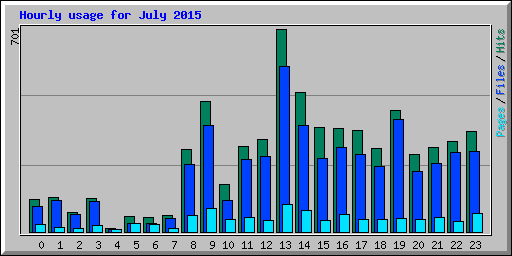 Hourly usage for July 2015
701
Pages / Files / Hits
0 1 2 3 4 5 6 7 8 9 10 11 12 13 14 15 16 17 18 19 20 21 22 23